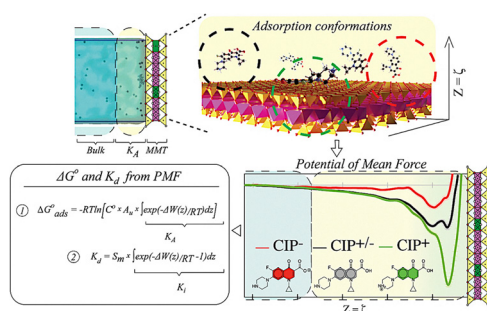 Adsorption conformations
Z = ζ
Bulk K_A MMT
ΔG° and K_d from PMF
① ΔG°_ads = -RTln[C° x A_u x ∫exp(-ΔW(z)/RT)dz]
K_A
② K_d = S_m x ∫exp(-ΔW(z)/RT -1)dz
K_i
Potential of Mean Force
CIP⁻ CIP⁺/⁻ CIP⁺
Z = ζ